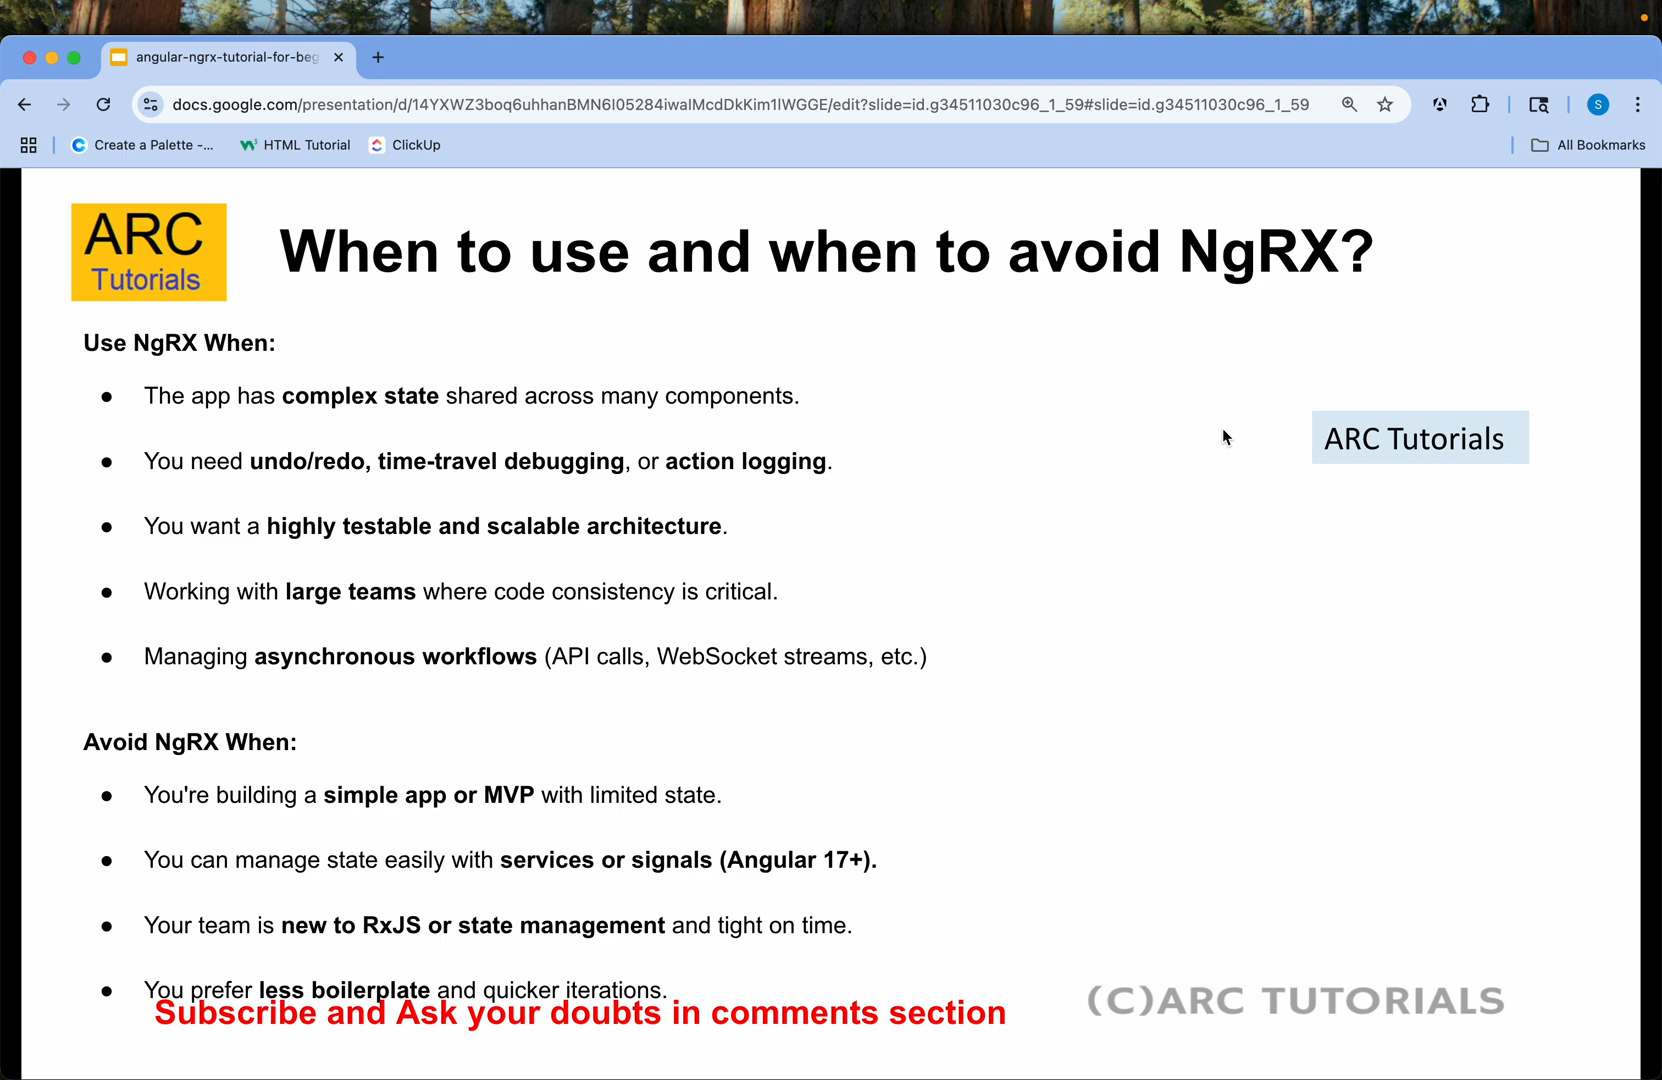 angular-ngrx-tutorial-for-beg
docs.google.com/presentation/d/14YXWZ3boq6uhhanBMN6I05284iwalMcdDkKim1IWGGE/edit?slide=id.g34511030c96_1_59#slide=id.g34511030c96_1_59
S
Create a Palette -...
HTML Tutorial
ClickUp
All Bookmarks
ARC
Tutorials
When to use and when to avoid NgRX?
Use NgRX When:
● The app has complex state shared across many components.
ARC Tutorials
● You need undo/redo, time-travel debugging, or action logging.
● You want a highly testable and scalable architecture.
● Working with large teams where code consistency is critical.
● Managing asynchronous workflows (API calls, WebSocket streams, etc.)
Avoid NgRX When:
● You're building a simple app or MVP with limited state.
● You can manage state easily with services or signals (Angular 17+).
● Your team is new to RxJS or state management and tight on time.
● You prefer less boilerplate and quicker iterations.
Subscribe and Ask your doubts in comments section
(C)ARC TUTORIALS